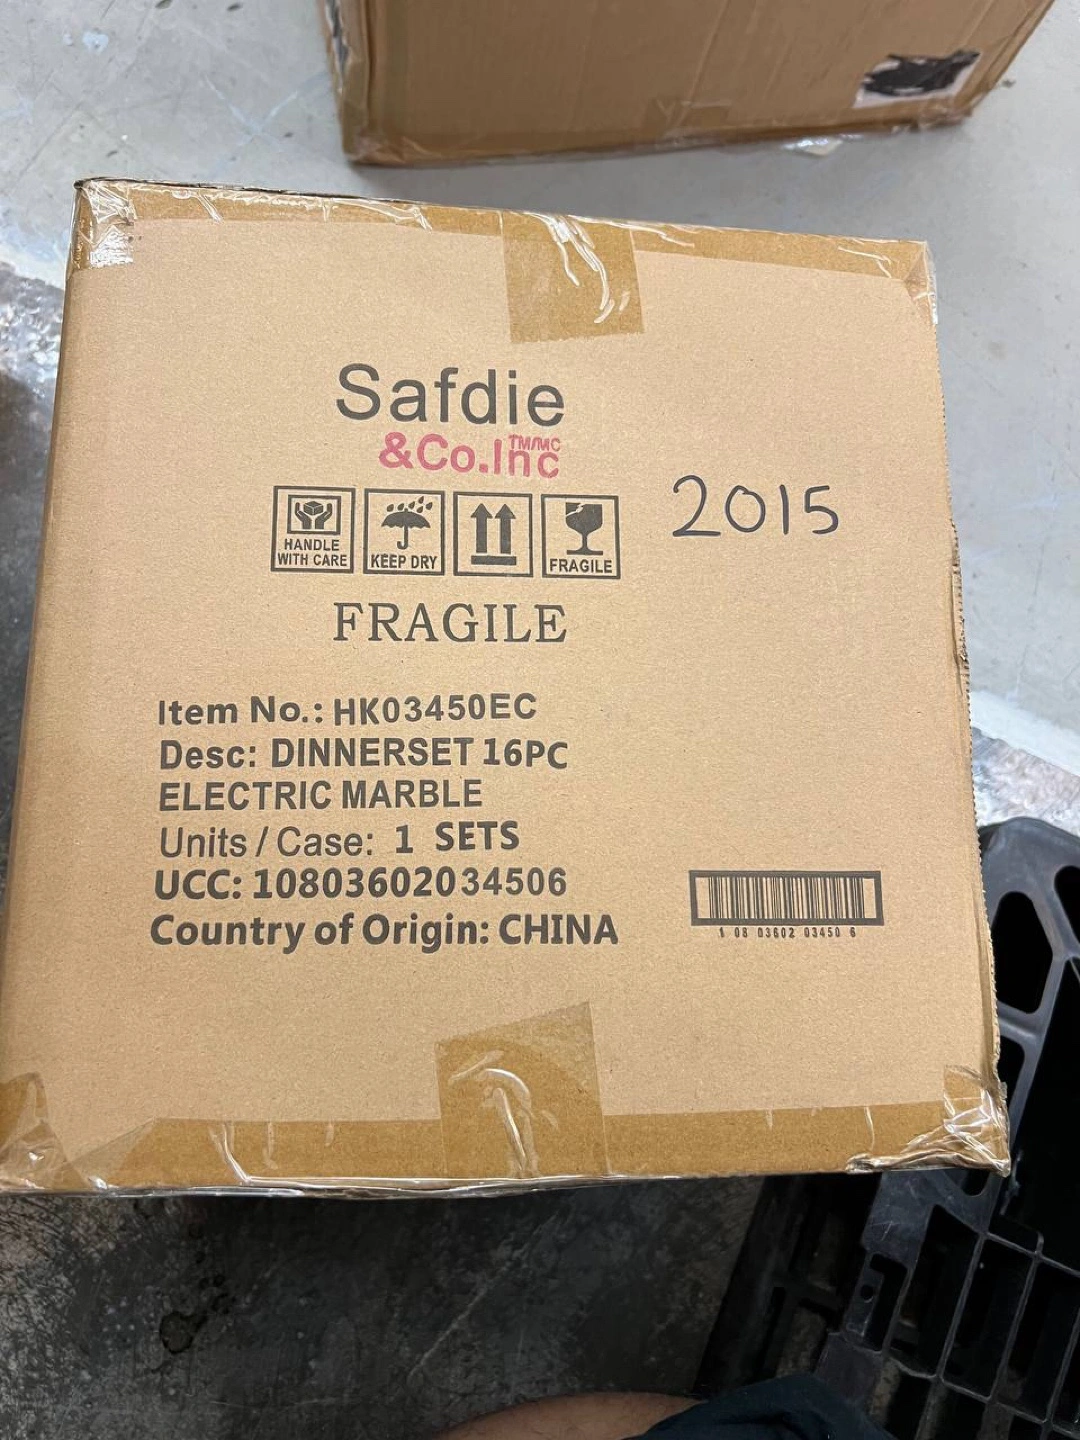 Safdie
&Co.Inc TM/MC
HANDLE WITH CARE
KEEP DRY
FRAGILE
2015
FRAGILE
Item No.: HK03450EC
Desc: DINNERSET 16PC
ELECTRIC MARBLE
Units / Case: 1 SETS
UCC: 10803602034506
Country of Origin: CHINA
1 08 03602 03450 6